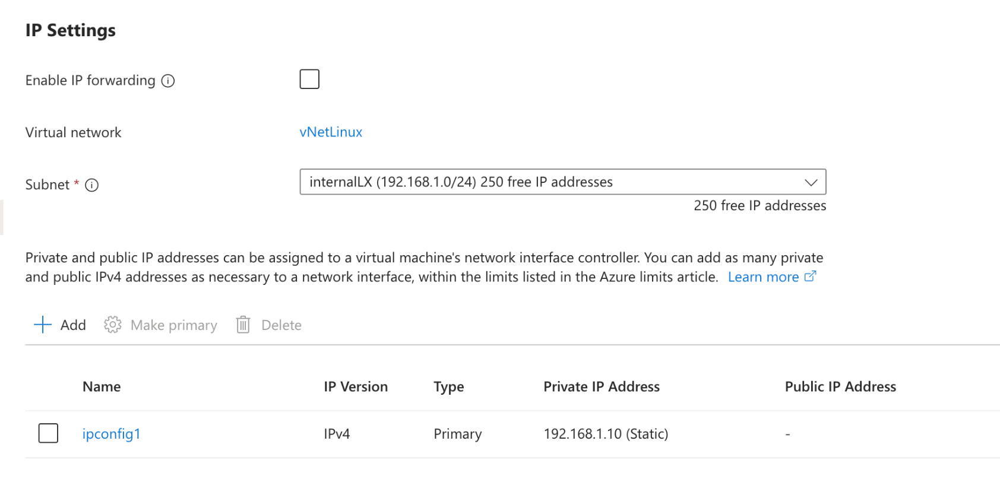 IP Settings
Enable IP forwarding
Virtual network
vNetLinux
Subnet *
internalLX (192.168.1.0/24) 250 free IP addresses
250 free IP addresses
Private and public IP addresses can be assigned to a virtual machine's network interface controller. You can add as many private
and public IPv4 addresses as necessary to a network interface, within the limits listed in the Azure limits article. Learn more
Add Make primary Delete
Name IP Version Type Private IP Address Public IP Address
ipconfig1 IPv4 Primary 192.168.1.10 (Static) -